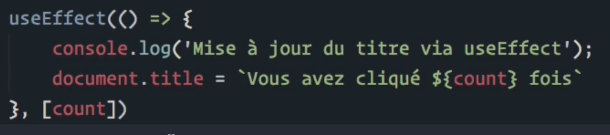 useEffect(() => {
console.log('Mise à jour du titre via useEffect');
document.title = `Vous avez cliqué ${count} fois`
}, [count])